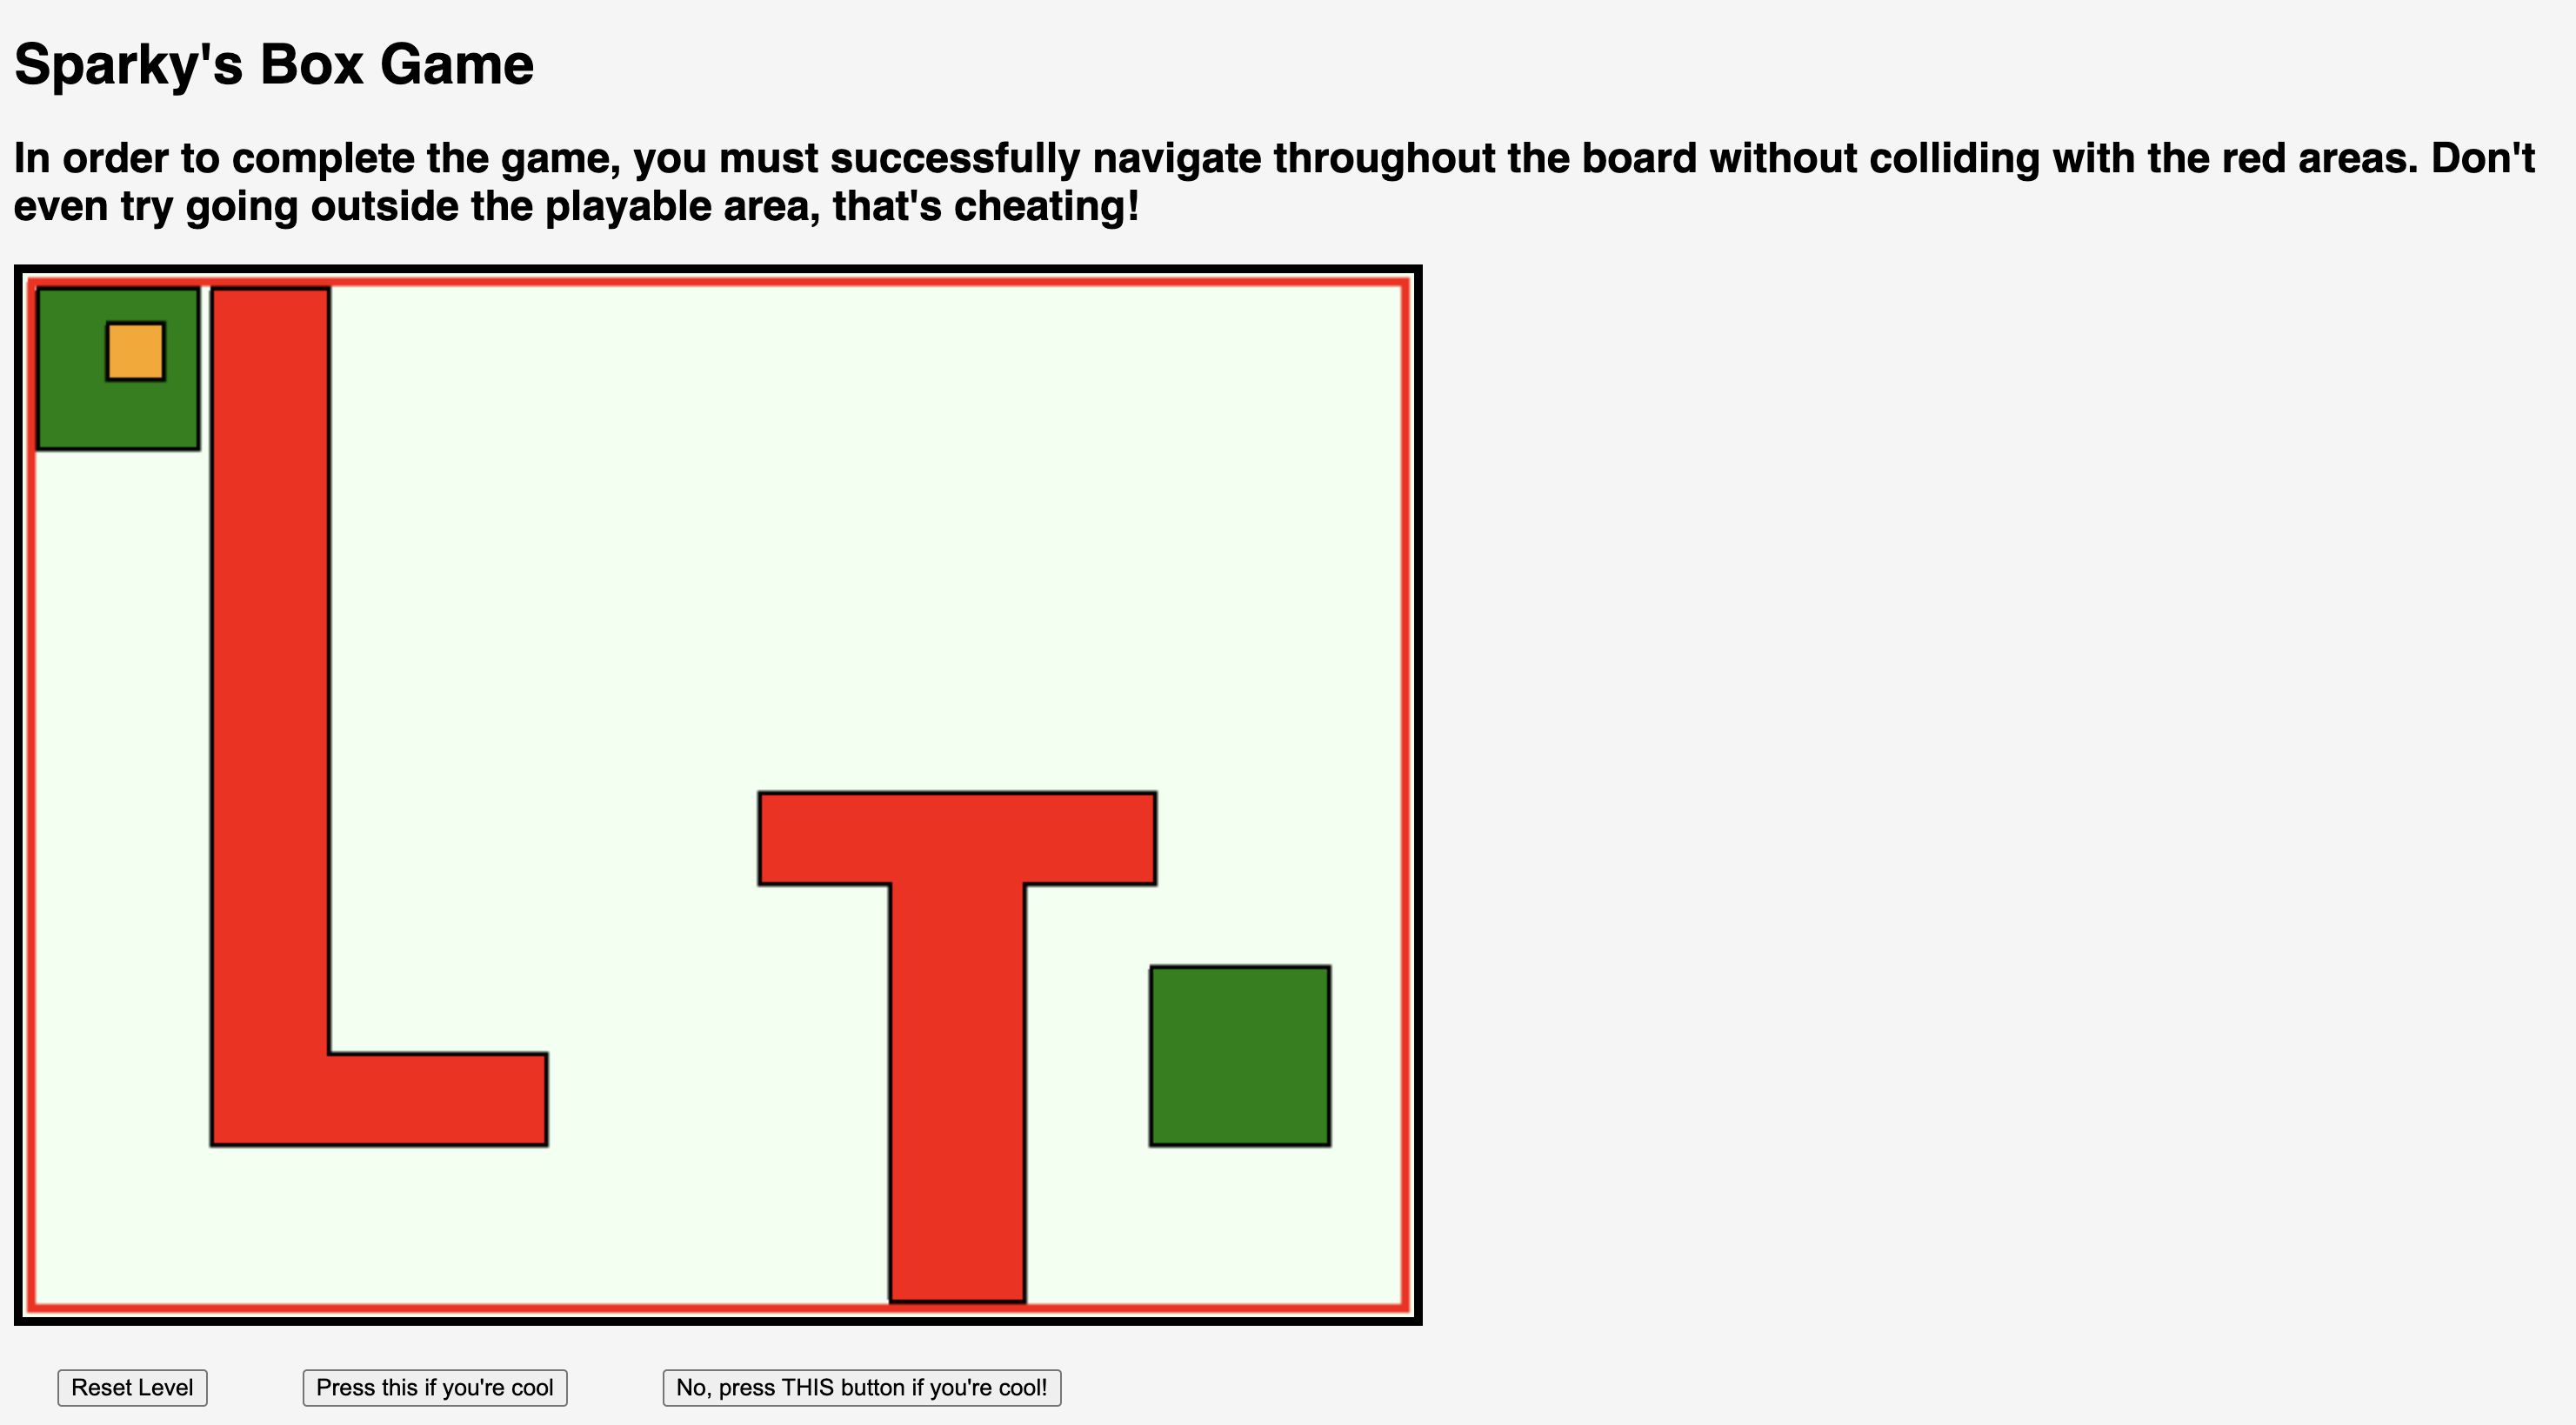 Sparky's Box Game
In order to complete the game, you must successfully navigate throughout the board without colliding with the red areas. Don't
even try going outside the playable area, that's cheating!
Reset Level
Press this if you're cool
No, press THIS button if you're cool!